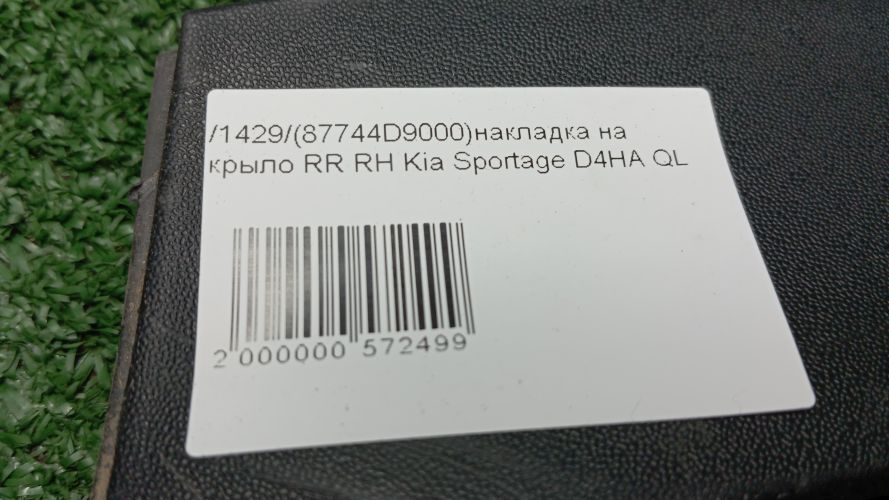 /1429/(87744D9000)накладка на
крыло RR RH Kia Sportage D4HA QL
2 000000 572499